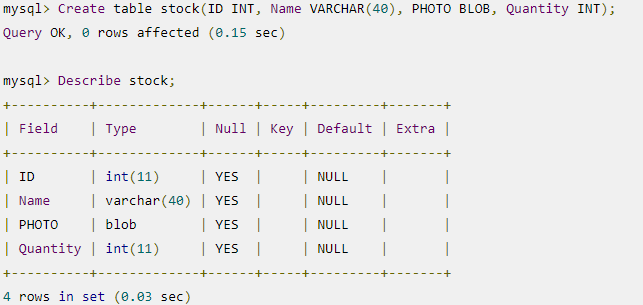 mysql> Create table stock(ID INT, Name VARCHAR(40), PHOTO BLOB, Quantity INT);
Query OK, 0 rows affected (0.15 sec)

mysql> Describe stock;
+----------+-------------+------+-----+---------+-------+
| Field    | Type        | Null | Key | Default | Extra |
+----------+-------------+------+-----+---------+-------+
| ID       | int(11)     | YES  |     | NULL    |       |
| Name     | varchar(40) | YES  |     | NULL    |       |
| PHOTO    | blob        | YES  |     | NULL    |       |
| Quantity | int(11)     | YES  |     | NULL    |       |
+----------+-------------+------+-----+---------+-------+
4 rows in set (0.03 sec)